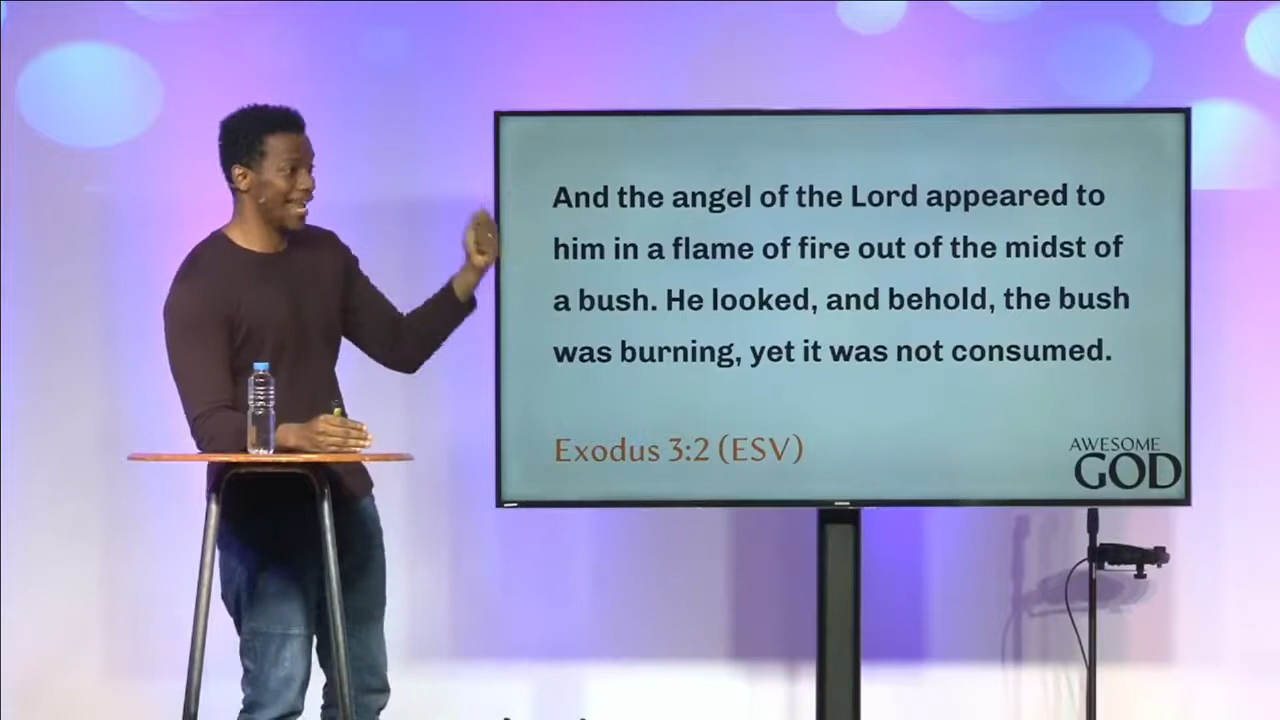 And the angel of the Lord appeared to
him in a flame of fire out of the midst of
a bush. He looked, and behold, the bush
was burning, yet it was not consumed.
Exodus 3:2 (ESV)
AWESOME
GOD